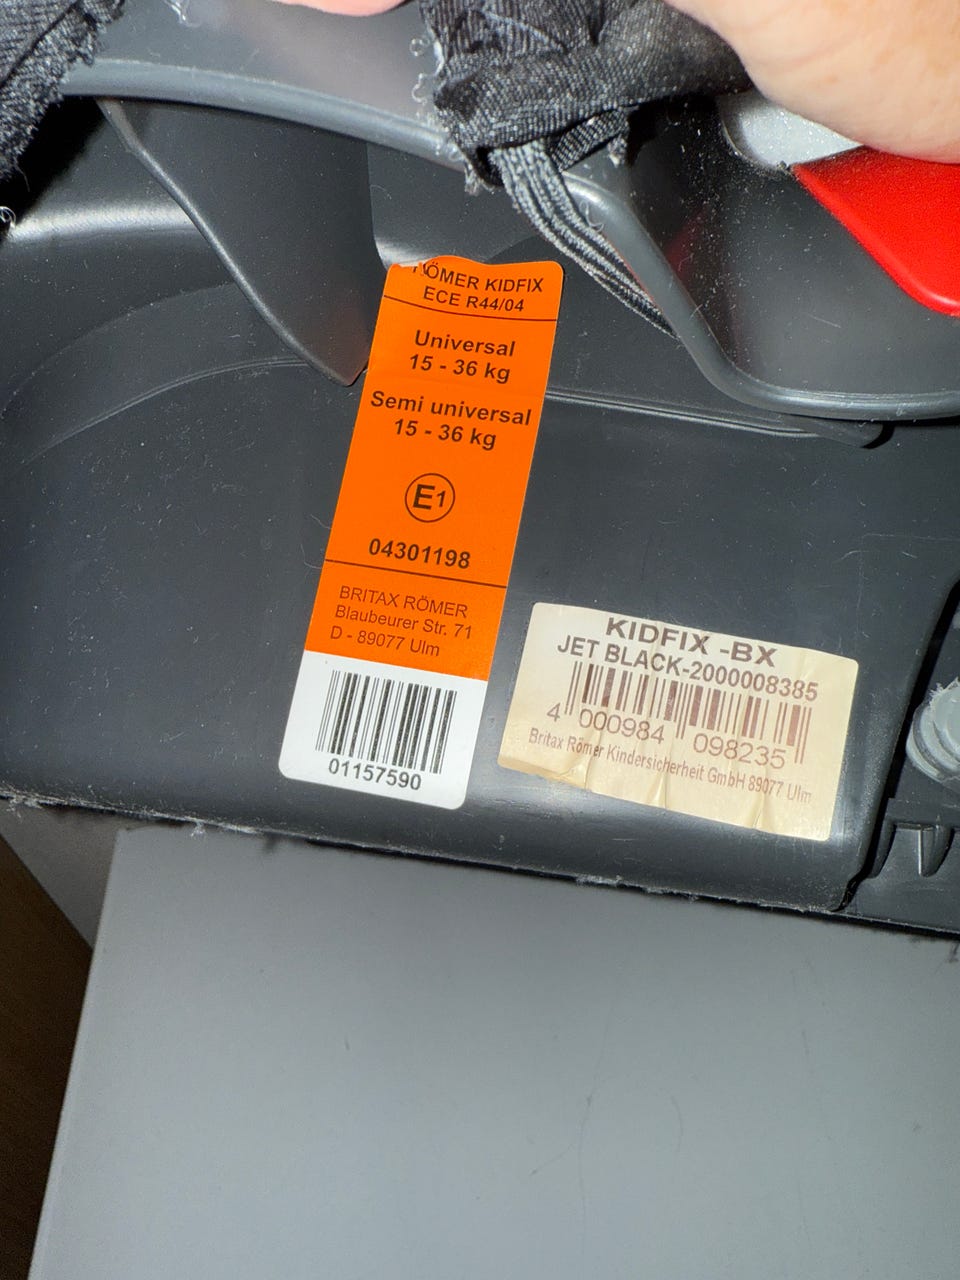 RÖMER KIDFIX
ECE R44/04
Universal
15 - 36 kg
Semi universal
15 - 36 kg
E1
04301198
BRITAX RÖMER
Blaubeurer Str. 71
D - 89077 Ulm
01157590
KIDFIX -BX
JET BLACK-2000008385
4 000984 098235
Britax Römer Kindersicherheit GmbH 89077 Ulm